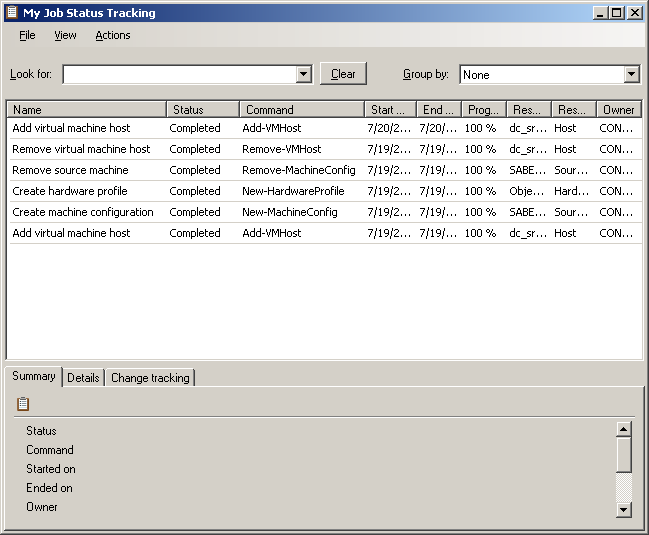 My Job Status Tracking
File View Actions
Look for: Clear Group by: None
Name Status Command Start ... End ... Prog... Res... Res... Owner
Add virtual machine host Completed Add-VMHost 7/20/2... 7/20/... 100 % dc_sr... Host CON...
Remove virtual machine host Completed Remove-VMHost 7/19/2... 7/19/... 100 % dc_sr... Host CON...
Remove source machine Completed Remove-MachineConfig 7/19/2... 7/19/... 100 % SABE... Sour... CON...
Create hardware profile Completed New-HardwareProfile 7/19/2... 7/19/... 100 % Obje... Hard... CON...
Create machine configuration Completed New-MachineConfig 7/19/2... 7/19/... 100 % SABE... Sour... CON...
Add virtual machine host Completed Add-VMHost 7/19/2... 7/19/... 100 % dc_sr... Host CON...
Summary Details Change tracking
Status
Command
Started on
Ended on
Owner